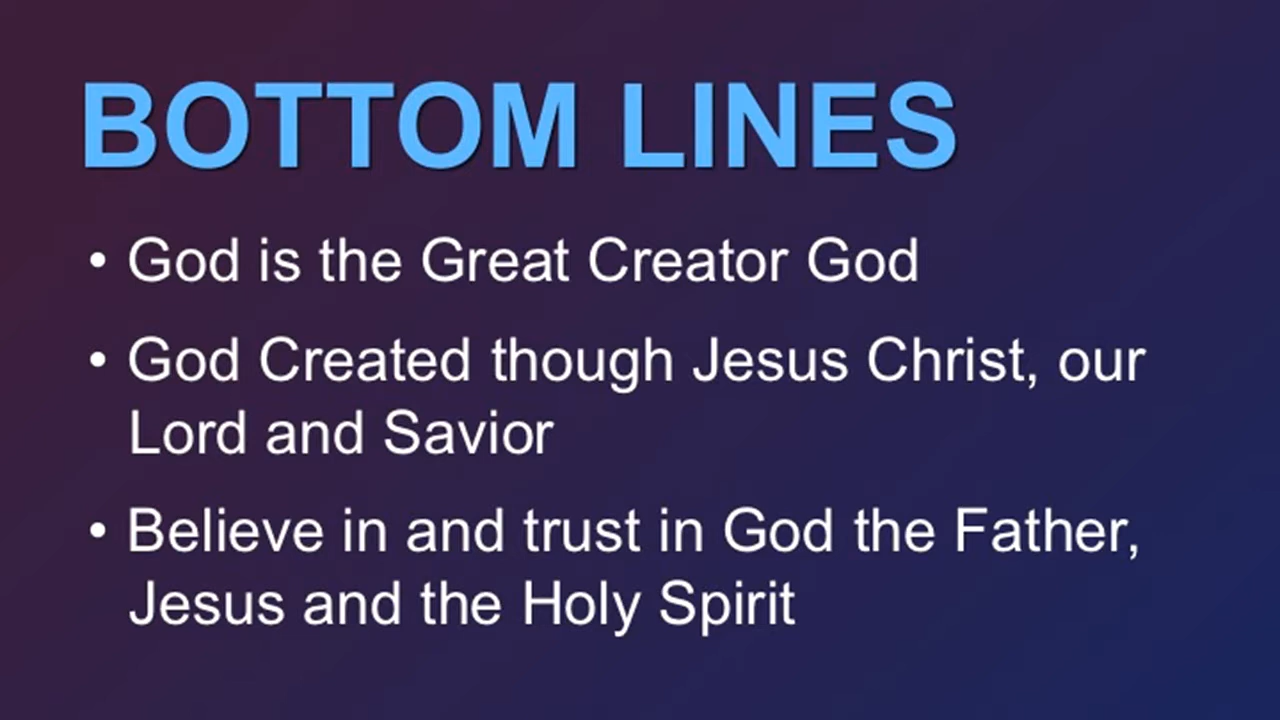 BOTTOM LINES
• God is the Great Creator God
• God Created though Jesus Christ, our
Lord and Savior
• Believe in and trust in God the Father,
Jesus and the Holy Spirit